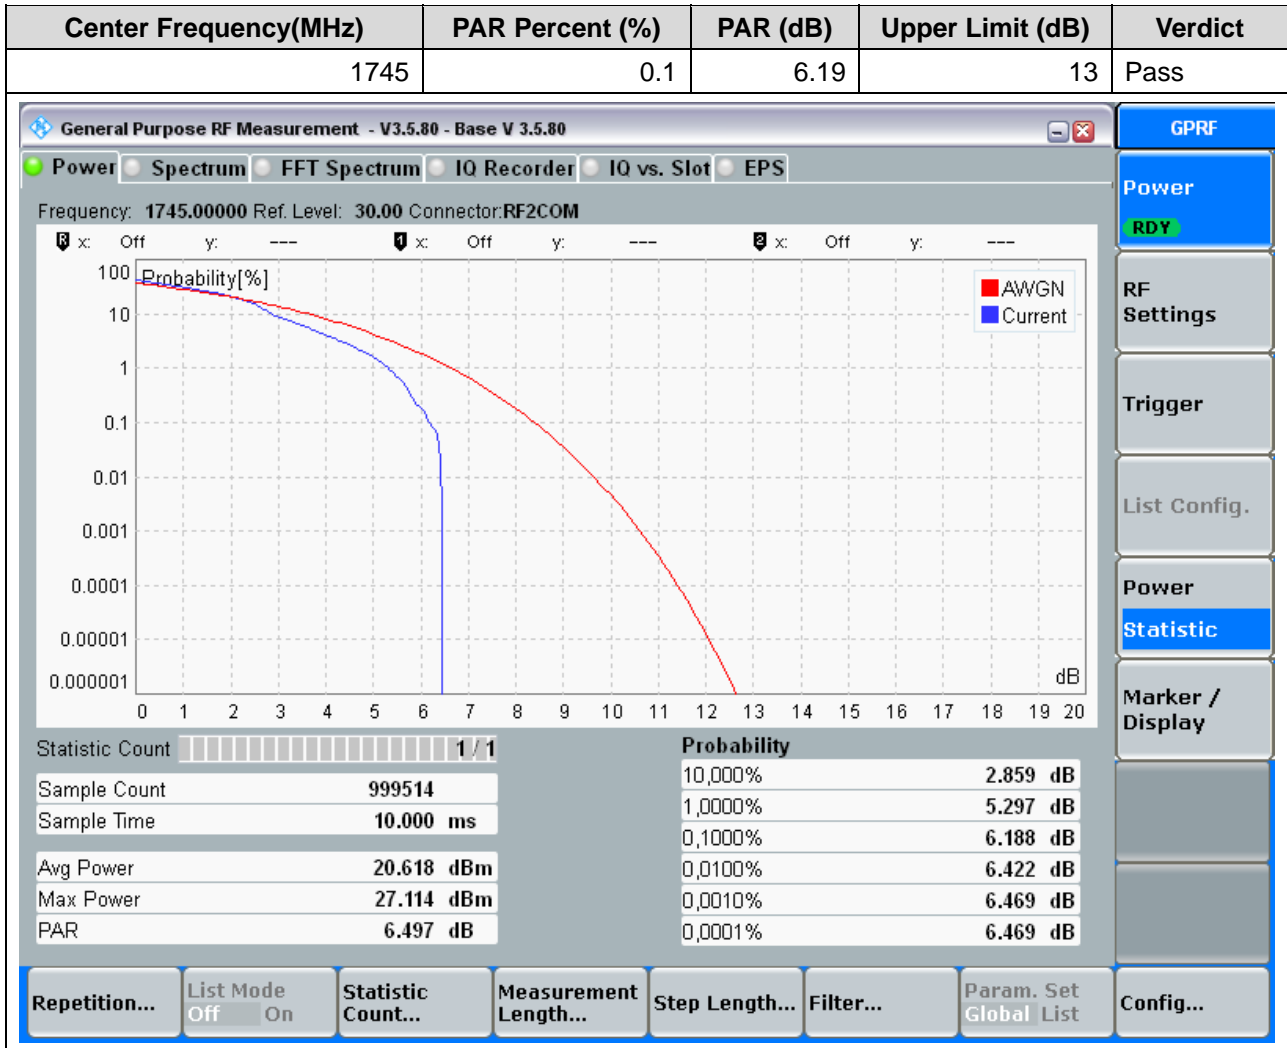 Center Frequency(MHz) PAR Percent (%) PAR (dB) Upper Limit (dB) Verdict
1745 0.1 6.19 13 Pass
General Purpose RF Measurement - V3.5.80 - Base V 3.5.80
GPRF
Power Spectrum FFT Spectrum IQ Recorder IQ vs. Slot EPS
Frequency: 1745.00000 Ref. Level: 30.00 Connector:RF2COM
R x: Off y: --- 1 x: Off y: --- 2 x: Off y: ---
Probability[%]
AWGN
Current
100
10
1
0.1
0.01
0.001
0.0001
0.00001
0.000001
dB
0 1 2 3 4 5 6 7 8 9 10 11 12 13 14 15 16 17 18 19 20
Statistic Count 1 / 1
Sample Count 999514
Sample Time 10.000 ms
Avg Power 20.618 dBm
Max Power 27.114 dBm
PAR 6.497 dB
Probability
10,000% 2.859 dB
1,0000% 5.297 dB
0,1000% 6.188 dB
0,0100% 6.422 dB
0,0010% 6.469 dB
0,0001% 6.469 dB
Power
RDY
RF
Settings
Trigger
List Config.
Power
Statistic
Marker /
Display
Repetition...
List Mode
Off On
Statistic
Count...
Measurement
Length...
Step Length...
Filter...
Param. Set
Global List
Config...